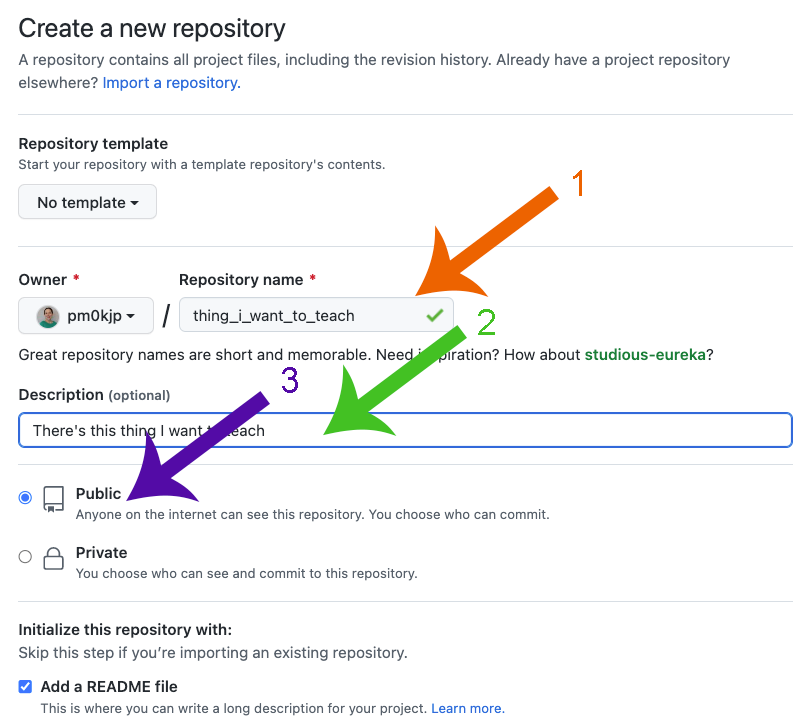 Create a new repository
A repository contains all project files, including the revision history. Already have a project repository
elsewhere? Import a repository.
Repository template
Start your repository with a template repository's contents.
No template
1
Owner * Repository name *
pm0kjp / thing_i_want_to_teach
2
Great repository names are short and memorable. Need inspiration? How about studious-eureka?
3
Description (optional)
There's this thing I want to teach
Public
Anyone on the internet can see this repository. You choose who can commit.
Private
You choose who can see and commit to this repository.
Initialize this repository with:
Skip this step if you're importing an existing repository.
Add a README file
This is where you can write a long description for your project. Learn more.